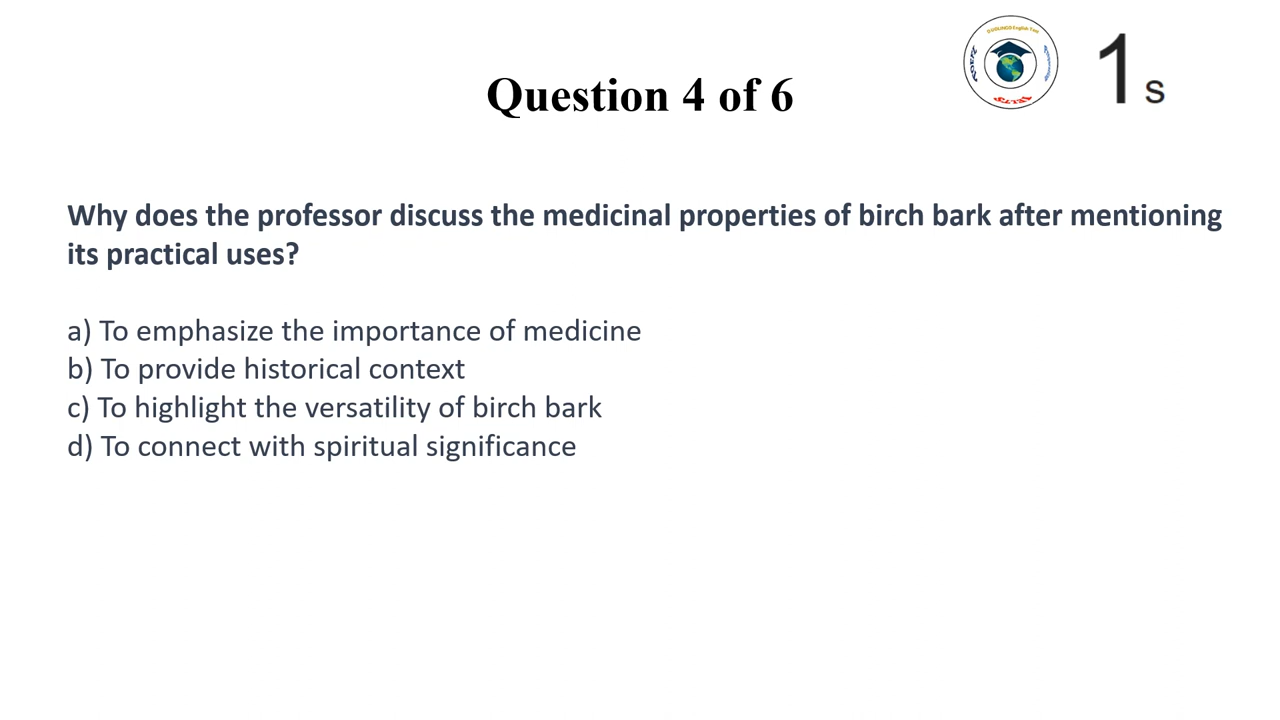 Question 4 of 6
1 s
Why does the professor discuss the medicinal properties of birch bark after mentioning
its practical uses?
a) To emphasize the importance of medicine
b) To provide historical context
c) To highlight the versatility of birch bark
d) To connect with spiritual significance